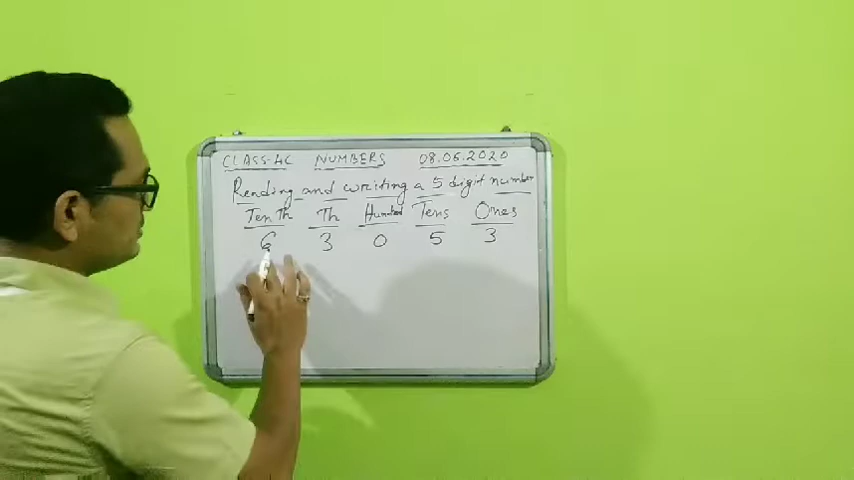 CLASS-4C NUMBERS 08.06.2020
Reading and writing a 5 digit number
Ten Th Th Hundred Tens Ones
6 3 0 5 3